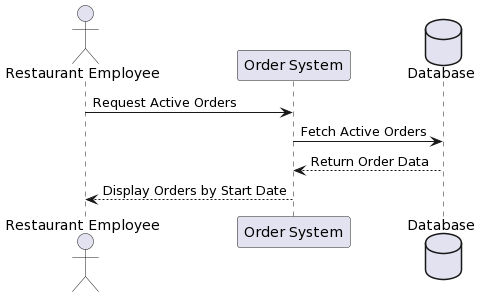 Restaurant Employee
Order System
Database
Request Active Orders
Fetch Active Orders
Return Order Data
Display Orders by Start Date
Restaurant Employee
Order System
Database